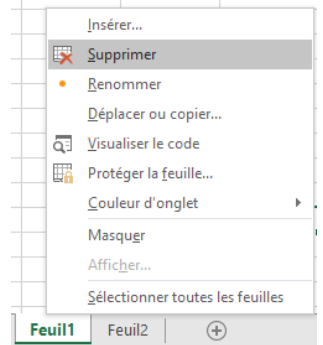 Insérer...
Supprimer
Renommer
Déplacer ou copier...
Visualiser le code
Protéger la feuille...
Couleur d'onglet
Masquer
Afficher...
Sélectionner toutes les feuilles
Feuil1 Feuil2